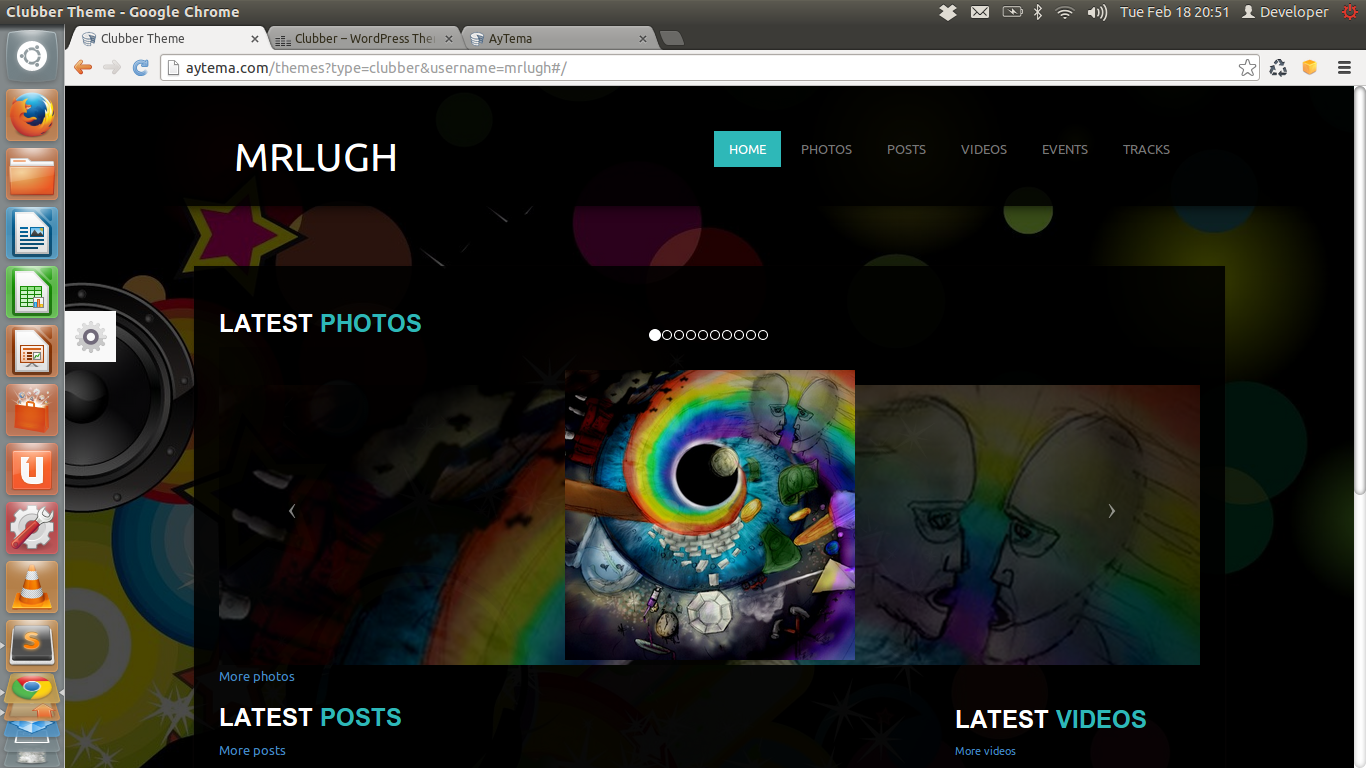 Clubber Theme - Google Chrome
Tue Feb 18 20:51 Developer
Clubber Theme
Clubber – WordPress The
AyTema
aytema.com/themes?type=clubber&username=mrlugh#/
MRLUGH
HOME PHOTOS POSTS VIDEOS EVENTS TRACKS
LATEST PHOTOS
More photos
LATEST POSTS
LATEST VIDEOS
More posts
More videos